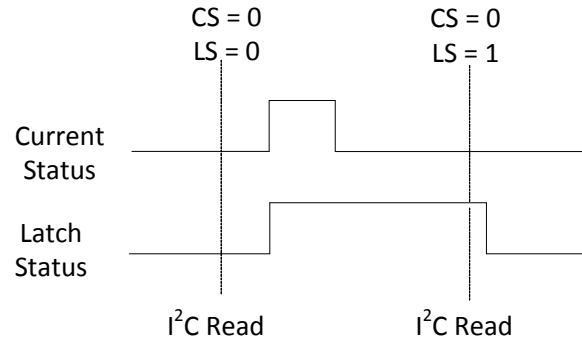 CS = 0
LS = 0
CS = 0
LS = 1
Current
Status
Latch
Status
I²C Read
I²C Read